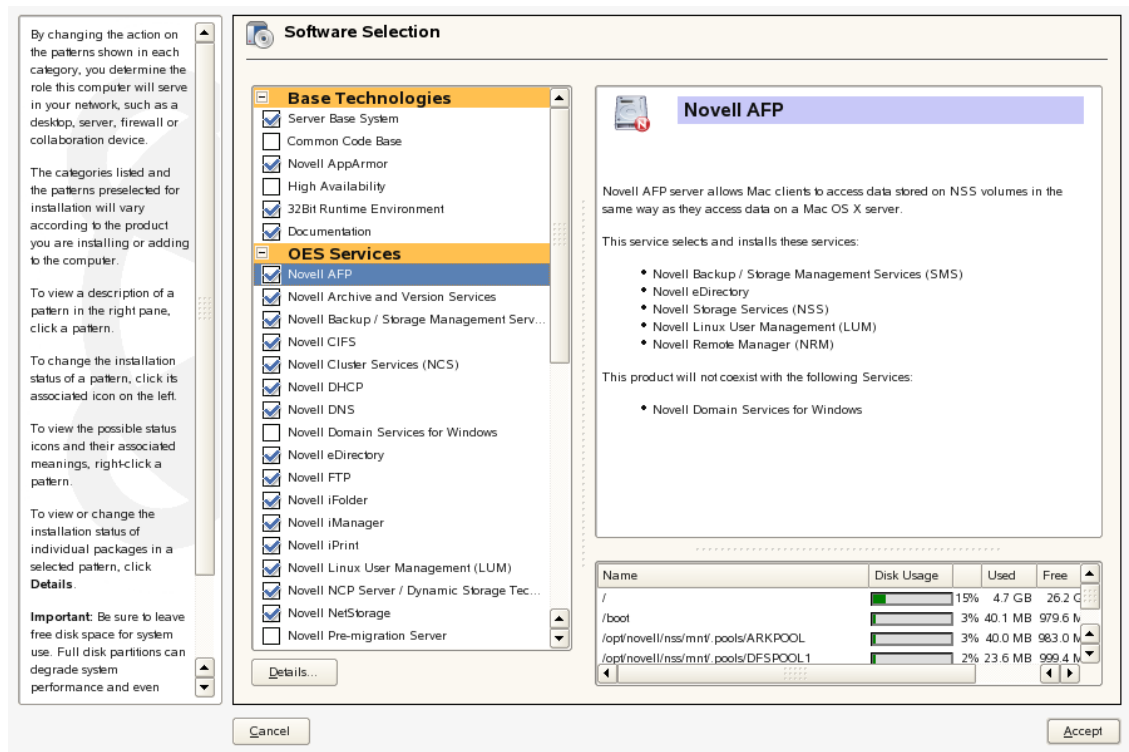 By changing the action on
the patterns shown in each
category, you determine the
role this computer will serve
in your network, such as a
desktop, server, firewall or
collaboration device.
The categories listed and
the patterns preselected for
installation will vary
according to the product
you are installing or adding
to the computer.
To view a description of a
pattern in the right pane,
click a pattern.
To change the installation
status of a pattern, click its
associated icon on the left.
To view the possible status
icons and their associated
meanings, right-click a
pattern.
To view or change the
installation status of
individual packages in a
selected pattern, click
Details.
Important: Be sure to leave
free disk space for system
use. Full disk partitions can
degrade system
performance and even
Software Selection
Base Technologies
Server Base System
Common Code Base
Novell AppArmor
High Availability
32Bit Runtime Environment
Documentation
OES Services
Novell AFP
Novell Archive and Version Services
Novell Backup / Storage Management Serv...
Novell CIFS
Novell Cluster Services (NCS)
Novell DHCP
Novell DNS
Novell Domain Services for Windows
Novell eDirectory
Novell FTP
Novell iFolder
Novell iManager
Novell iPrint
Novell Linux User Management (LUM)
Novell NCP Server / Dynamic Storage Tec...
Novell NetStorage
Novell Pre-migration Server
Details...
Novell AFP
Novell AFP server allows Mac clients to access data stored on NSS volumes in the
same way as they access data on a Mac OS X server.
This service selects and installs these services:
• Novell Backup / Storage Management Services (SMS)
• Novell eDirectory
• Novell Storage Services (NSS)
• Novell Linux User Management (LUM)
• Novell Remote Manager (NRM)
This product will not coexist with the following Services:
• Novell Domain Services for Windows
Name Disk Usage Used Free
/ 15% 4.7 GB 26.2 G
/boot 3% 40.1 MB 979.6 M
/opt/novell/nss/mnt/.pools/ARKPOOL 3% 40.0 MB 983.0 M
/opt/novell/nss/mnt/.pools/DFSPOOL1 2% 23.6 MB 999.4 M
Cancel
Accept